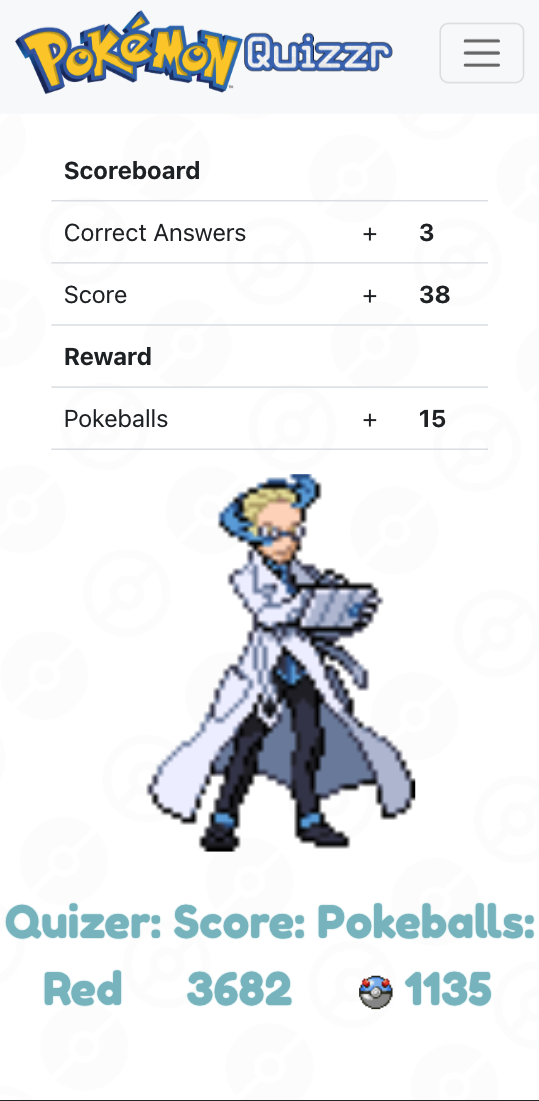 POKéMON Quizzr
Scoreboard
Correct Answers + 3
Score + 38
Reward
Pokeballs + 15
Quizer: Score: Pokeballs:
Red 3682 1135